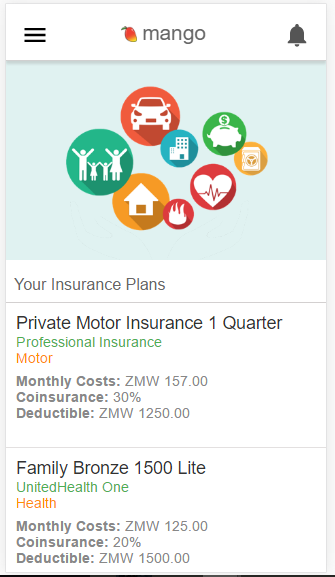 mango
Your Insurance Plans
Private Motor Insurance 1 Quarter
Professional Insurance
Motor
Monthly Costs: ZMW 157.00
Coinsurance: 30%
Deductible: ZMW 1250.00
Family Bronze 1500 Lite
UnitedHealth One
Health
Monthly Costs: ZMW 125.00
Coinsurance: 20%
Deductible: ZMW 1500.00